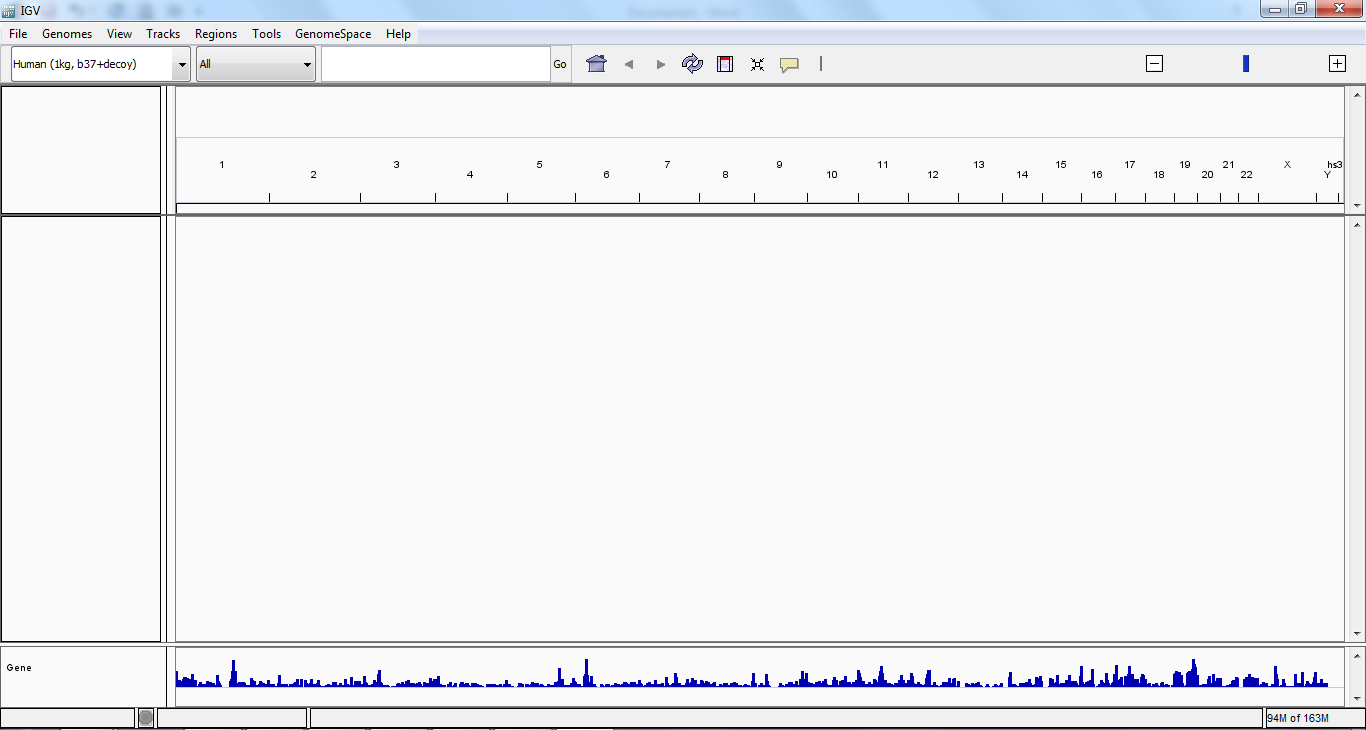 IGV
File Genomes View Tracks Regions Tools GenomeSpace Help
Human (1kg, b37+decoy) All Go
1 3 5 7 9 11 13 15 17 19 21 X hs3
2 4 6 8 10 12 14 16 18 20 22 Y
Gene
94M of 163M